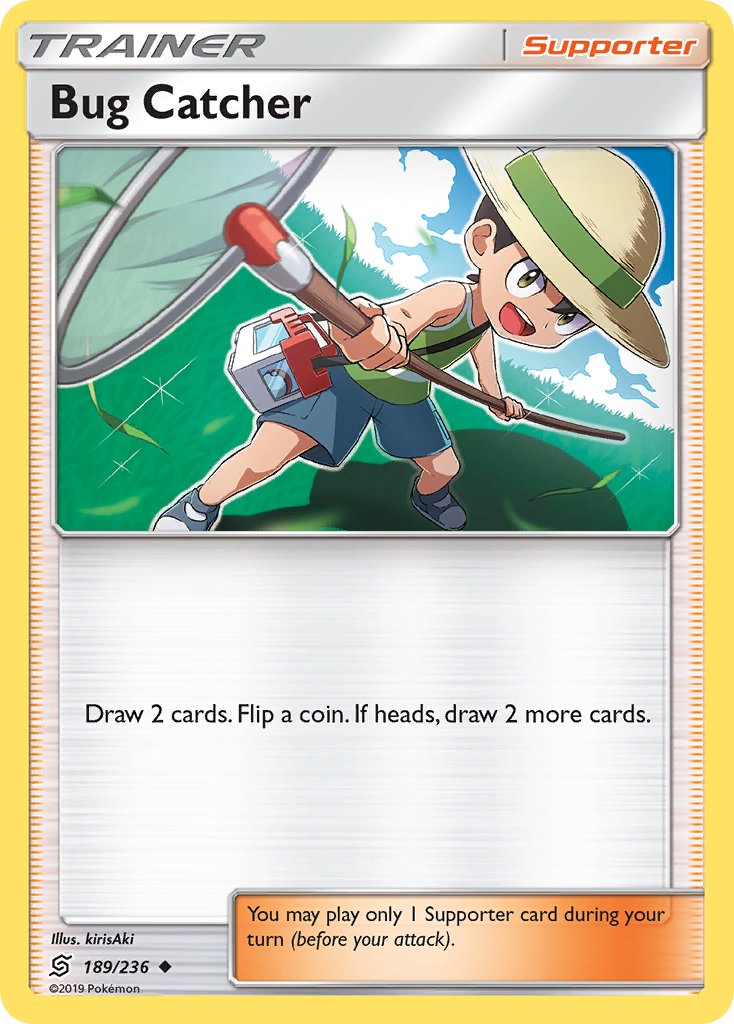 TRAINER
Supporter
Bug Catcher
Draw 2 cards. Flip a coin. If heads, draw 2 more cards.
You may play only 1 Supporter card during your
turn (before your attack).
Illus. kirisAki
189/236
©2019 Pokémon